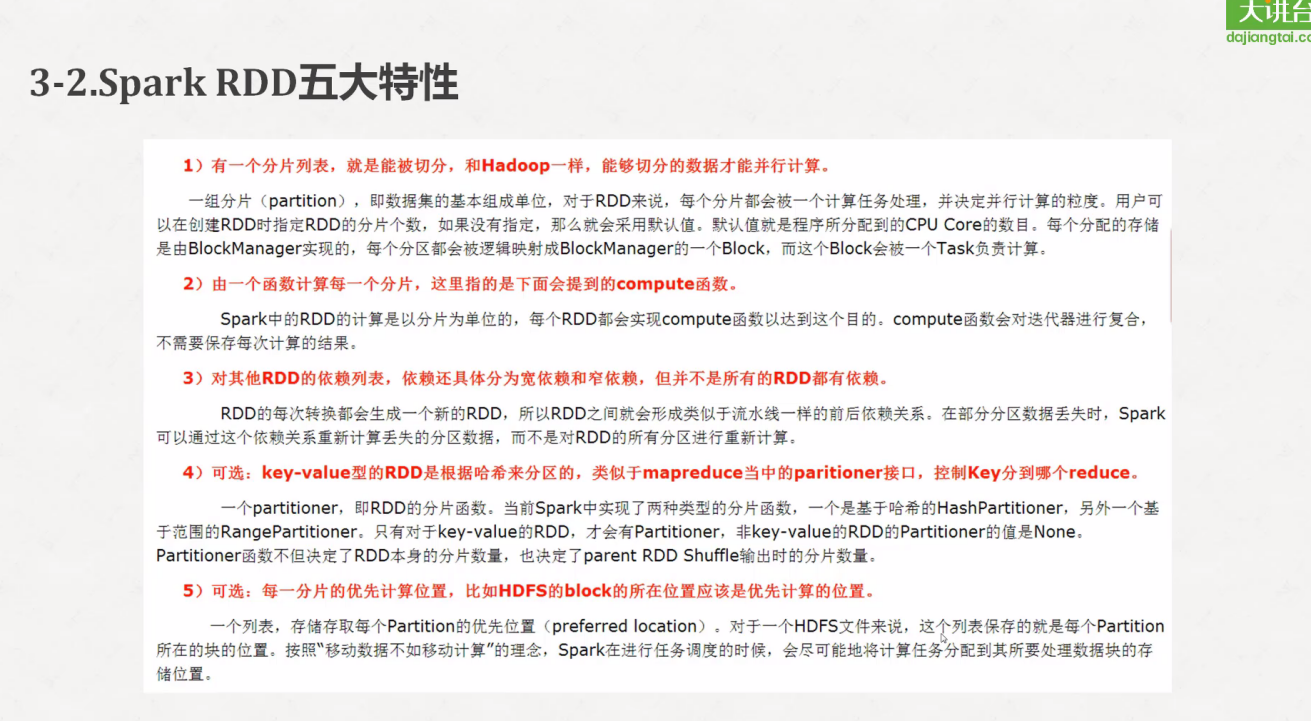 大讲台
dajiangtai.co
3-2.Spark RDD五大特性
1）有一个分片列表，就是能被切分，和Hadoop一样，能够切分的数据才能并行计算。
一组分片（partition），即数据集的基本组成单位，对于RDD来说，每个分片都会被一个计算任务处理，并决定并行计算的粒度。用户可
以在创建RDD时指定RDD的分片个数，如果没有指定，那么就会采用默认值。默认值就是程序所分配到的CPU Core的数目。每个分配的存储
是由BlockManager实现的，每个分区都会被逻辑映射成BlockManager的一个Block，而这个Block会被一个Task负责计算。
2）由一个函数计算每一个分片，这里指的是下面会提到的compute函数。
Spark中的RDD的计算是以分片为单位的，每个RDD都会实现compute函数以达到这个目的。compute函数会对迭代器进行复合，
不需要保存每次计算的结果。
3）对其他RDD的依赖列表，依赖还具体分为宽依赖和窄依赖，但并不是所有的RDD都有依赖。
RDD的每次转换都会生成一个新的RDD，所以RDD之间就会形成类似于流水线一样的前后依赖关系。在部分分区数据丢失时，Spark
可以通过这个依赖关系重新计算丢失的分区数据，而不是对RDD的所有分区进行重新计算。
4）可选：key-value型的RDD是根据哈希来分区的，类似于mapreduce当中的paritioner接口，控制Key分到哪个reduce。
一个partitioner，即RDD的分片函数。当前Spark中实现了两种类型的分片函数，一个是基于哈希的HashPartitioner，另外一个基
于范围的RangePartitioner。只有对于key-value的RDD，才会有Partitioner，非key-value的RDD的Partitioner的值是None。
Partitioner函数不但决定了RDD本身的分片数量，也决定了parent RDD Shuffle输出时的分片数量。
5）可选：每一分片的优先计算位置，比如HDFS的block的所在位置应该是优先计算的位置。
一个列表，存储存取每个Partition的优先位置（preferred location）。对于一个HDFS文件来说，这个列表保存的就是每个Partition
所在的块的位置。按照“移动数据不如移动计算”的理念，Spark在进行任务调度的时候，会尽可能地将计算任务分配到其所要处理数据块的存
储位置。